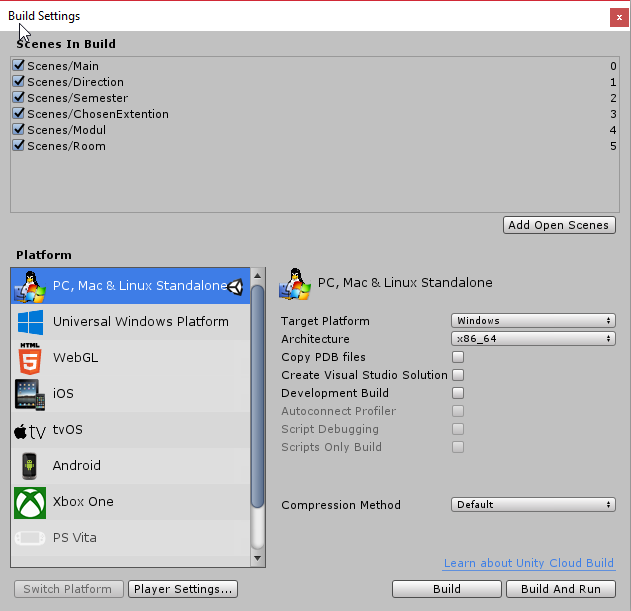 Build Settings
x
Scenes In Build
Scenes/Main 0
Scenes/Direction 1
Scenes/Semester 2
Scenes/ChosenExtention 3
Scenes/Modul 4
Scenes/Room 5
Add Open Scenes
Platform
PC, Mac & Linux Standalone
Universal Windows Platform
HTML
5
WebGL
iOS
tv
tvOS
Android
Xbox One
PS Vita
PC, Mac & Linux Standalone
Target Platform Windows
Architecture x86_64
Copy PDB files
Create Visual Studio Solution
Development Build
Autoconnect Profiler
Script Debugging
Scripts Only Build
Compression Method Default
Learn about Unity Cloud Build
Switch Platform Player Settings... Build Build And Run